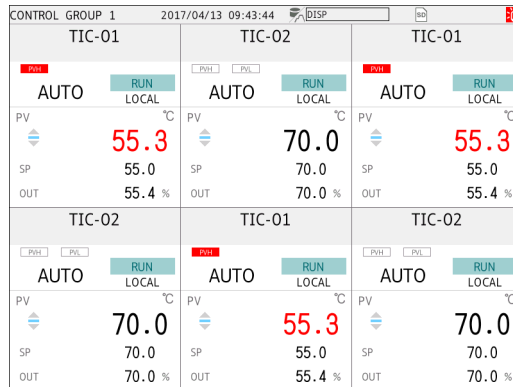 CONTROL GROUP 1 2017/04/13 09:43:44 DISP SD
TIC-01 TIC-02 TIC-01
PVH PVH PVL PVH
AUTO RUN AUTO RUN AUTO RUN
LOCAL LOCAL LOCAL
PV ℃ PV ℃ PV ℃
55.3 70.0 55.3
SP 55.0 SP 70.0 SP 55.0
OUT 55.4 % OUT 70.0 % OUT 55.4 %
TIC-02 TIC-01 TIC-02
PVH PVL PVH PVH PVL
AUTO RUN AUTO RUN AUTO RUN
LOCAL LOCAL LOCAL
PV ℃ PV ℃ PV ℃
70.0 55.3 70.0
SP 70.0 SP 55.0 SP 70.0
OUT 70.0 % OUT 55.4 % OUT 70.0 %